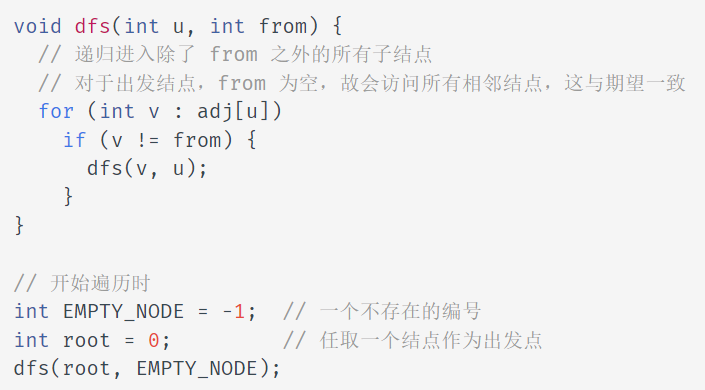 void dfs(int u, int from) {
  // 递归进入除了 from 之外的所有子结点
  // 对于出发结点，from 为空，故会访问所有相邻结点，这与期望一致
  for (int v : adj[u])
    if (v != from) {
      dfs(v, u);
    }
}

// 开始遍历时
int EMPTY_NODE = -1;  // 一个不存在的编号
int root = 0;         // 任取一个结点作为出发点
dfs(root, EMPTY_NODE);